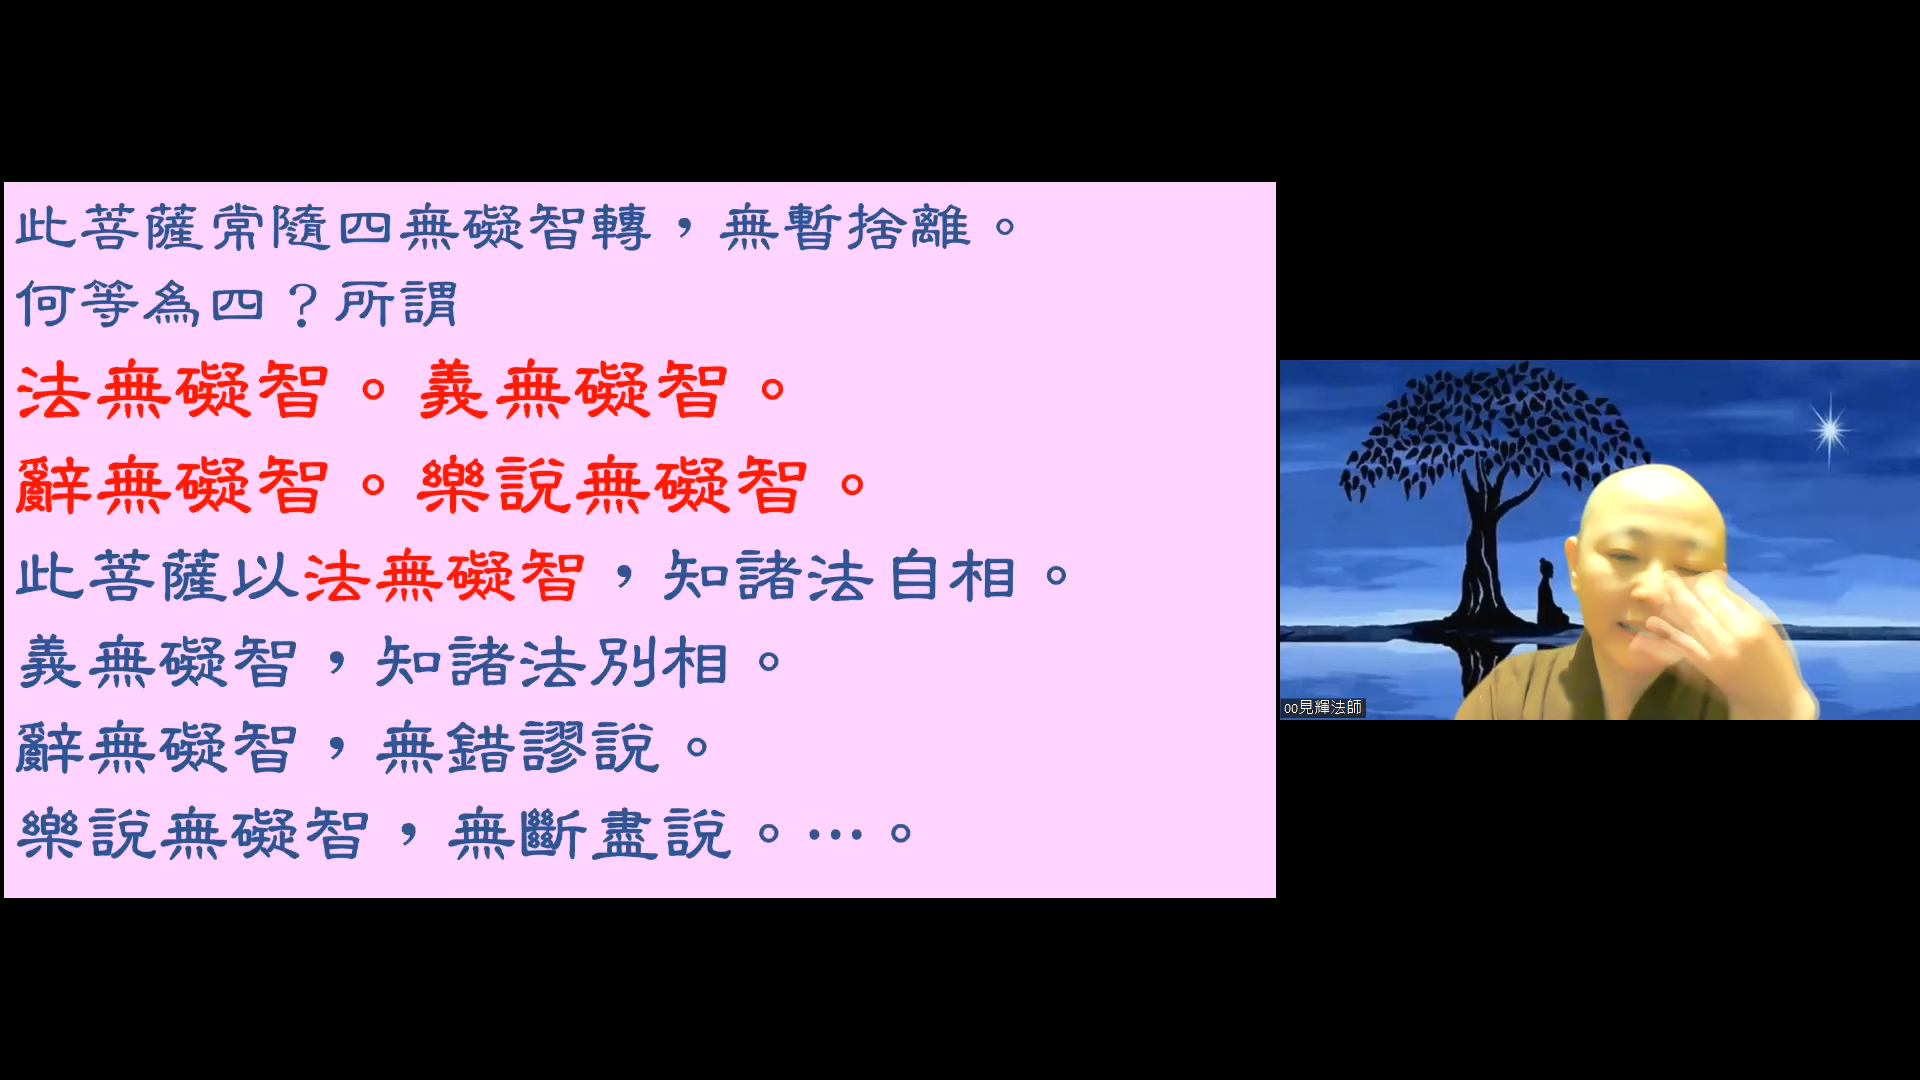 此菩薩常隨四無礙智轉，無暫捨離。
何等為四？所謂
法無礙智。義無礙智。
辭無礙智。樂說無礙智。
此菩薩以法無礙智，知諸法自相。
義無礙智，知諸法別相。
辭無礙智，無錯謬說。
樂說無礙智，無斷盡說。…。
oo見輝法師